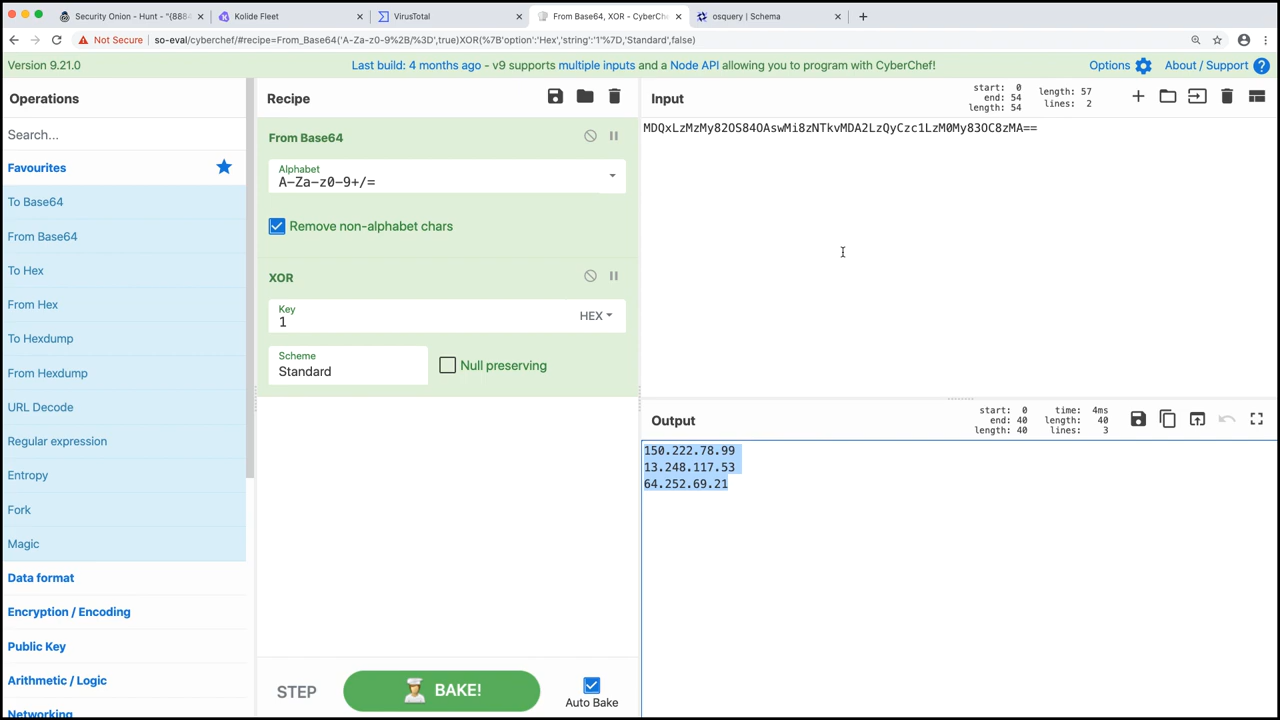 Security Onion - Hunt - "{8884
Kolide Fleet
VirusTotal
From Base64, XOR - CyberChe
osquery | Schema
Not Secure | so-eval/cyberchef/#recipe=From_Base64('A-Za-z0-9%2B/%3D',true)XOR(%7B'option':'Hex','string':'1'%7D,'Standard',false)
Version 9.21.0
Last build: 4 months ago - v9 supports multiple inputs and a Node API allowing you to program with CyberChef!
Options
About / Support
Operations
Search...
Favourites
To Base64
From Base64
To Hex
From Hex
To Hexdump
From Hexdump
URL Decode
Regular expression
Entropy
Fork
Magic
Data format
Encryption / Encoding
Public Key
Arithmetic / Logic
Networking
Recipe
From Base64
Alphabet
A-Za-z0-9+/=
Remove non-alphabet chars
XOR
Key
1
HEX
Scheme
Standard
Null preserving
STEP
BAKE!
Auto Bake
Input
start: 0
end: 54
length: 54
length: 57
lines: 2
MDQxLzMzMy82OS84OAswMi8zNTkvMDA2LzQyCzc1LzM0My83OC8zMA==
Output
start: 0
end: 40
length: 40
time: 4ms
length: 40
lines: 3
150.222.78.99
13.248.117.53
64.252.69.21